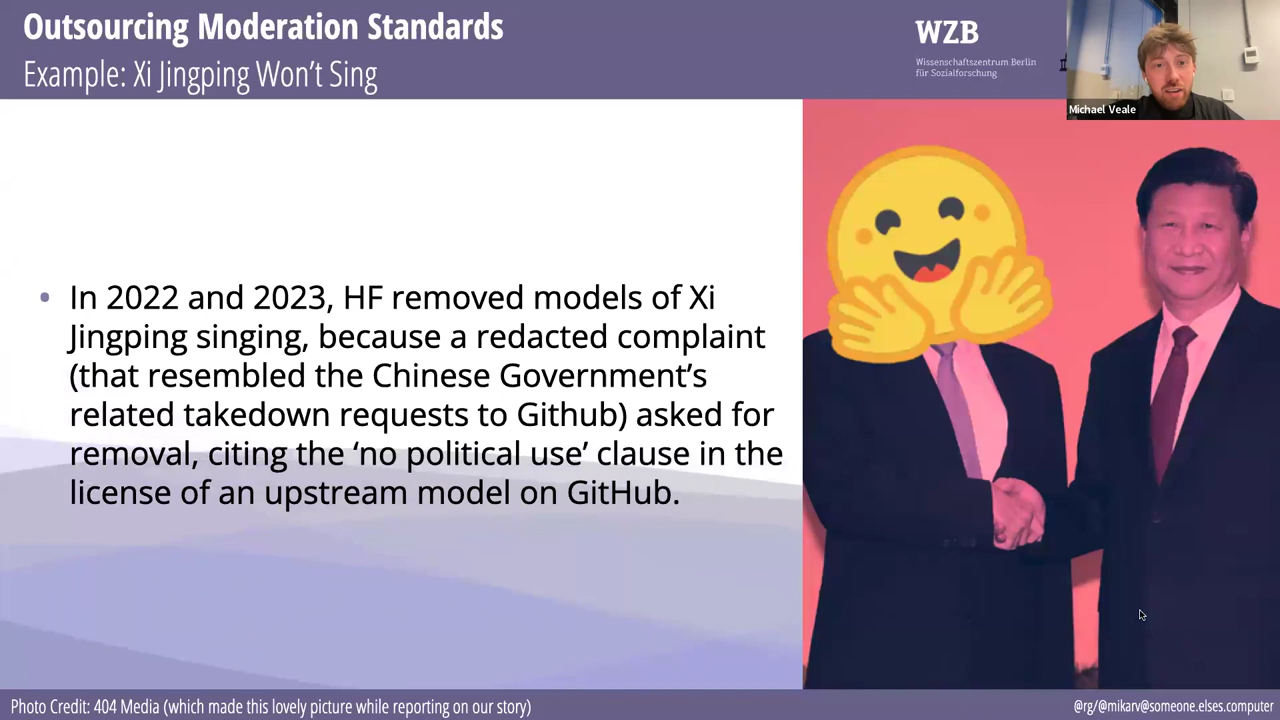 Outsourcing Moderation Standards
Example: Xi Jingping Won’t Sing
WZB
Wissenschaftszentrum Berlin
für Sozialforschung
Michael Veale
• In 2022 and 2023, HF removed models of Xi
Jingping singing, because a redacted complaint
(that resembled the Chinese Government’s
related takedown requests to Github) asked for
removal, citing the ‘no political use’ clause in the
license of an upstream model on GitHub.
Photo Credit: 404 Media (which made this lovely picture while reporting on our story)
@rg/@mikarv@someone.elses.computer